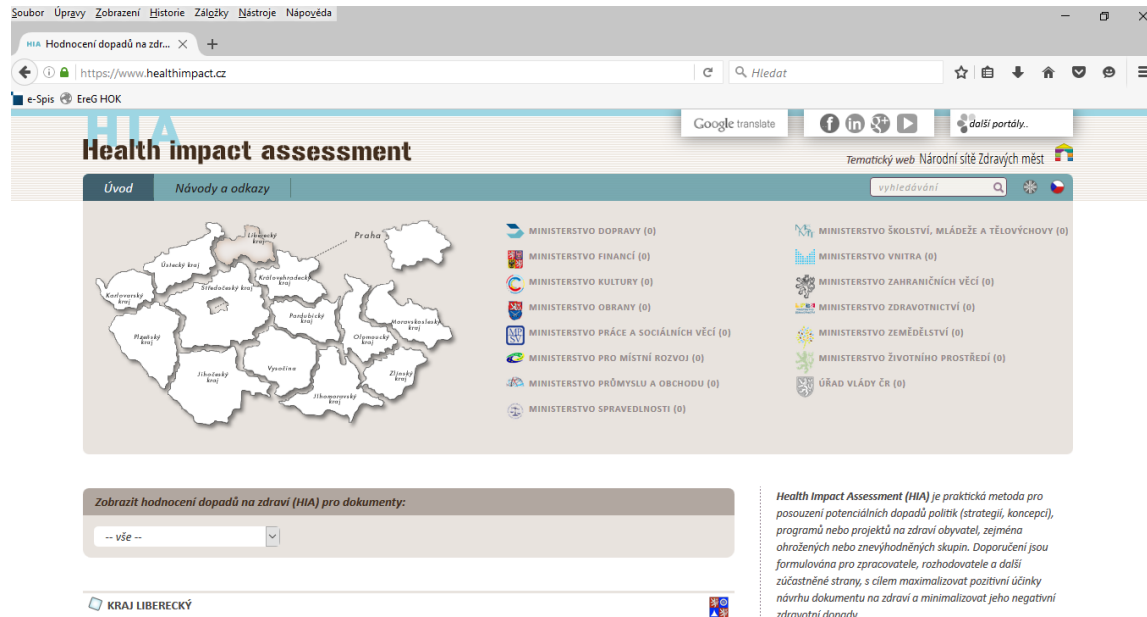 Soubor Úpravy Zobrazení Historie Záložky Nástroje Nápověda
HIA Hodnocení dopadů na zdr...
https://www.healthimpact.cz
Hledat
e-Spis EreG HOK
HIA
Health impact assessment
Google translate
další portály..
Tematický web Národní sítě Zdravých měst
Úvod Návody a odkazy
vyhledávání
Liberecký kraj
Praha
Ústecký kraj
Karlovarský kraj
Středočeský kraj
Královehradecký kraj
Pardubický kraj
Moravskoslezský kraj
Plzeňský kraj
Olomoucký kraj
Jihočeský kraj
Vysočina
Zlínský kraj
Jihomoravský kraj
MINISTERSTVO DOPRAVY (0)
MINISTERSTVO FINANCÍ (0)
MINISTERSTVO KULTURY (0)
MINISTERSTVO OBRANY (0)
MINISTERSTVO PRÁCE A SOCIÁLNÍCH VĚCÍ (0)
MINISTERSTVO PRO MÍSTNÍ ROZVOJ (0)
MINISTERSTVO PRŮMYSLU A OBCHODU (0)
MINISTERSTVO SPRAVEDLNOSTI (0)
MINISTERSTVO ŠKOLSTVÍ, MLÁDEŽE A TĚLOVÝCHOVY (0)
MINISTERSTVO VNITRA (0)
MINISTERSTVO ZAHRANIČNÍCH VĚCÍ (0)
MINISTERSTVO ZDRAVOTNICTVÍ (0)
MINISTERSTVO ZEMĚDĚLSTVÍ (0)
MINISTERSTVO ŽIVOTNÍHO PROSTŘEDÍ (0)
ÚŘAD VLÁDY ČR (0)
Zobrazit hodnocení dopadů na zdraví (HIA) pro dokumenty:
-- vše --
KRAJ LIBERECKÝ
Health Impact Assessment (HIA) je praktická metoda pro
posouzení potenciálních dopadů politik (strategií, koncepcí),
programů nebo projektů na zdraví obyvatel, zejména
ohrožených nebo znevýhodněných skupin. Doporučení jsou
formulována pro zpracovatele, rozhodovatele a další
zúčastněné strany, s cílem maximalizovat pozitivní účinky
návrhu dokumentu na zdraví a minimalizovat jeho negativní
zdravotní dopady.